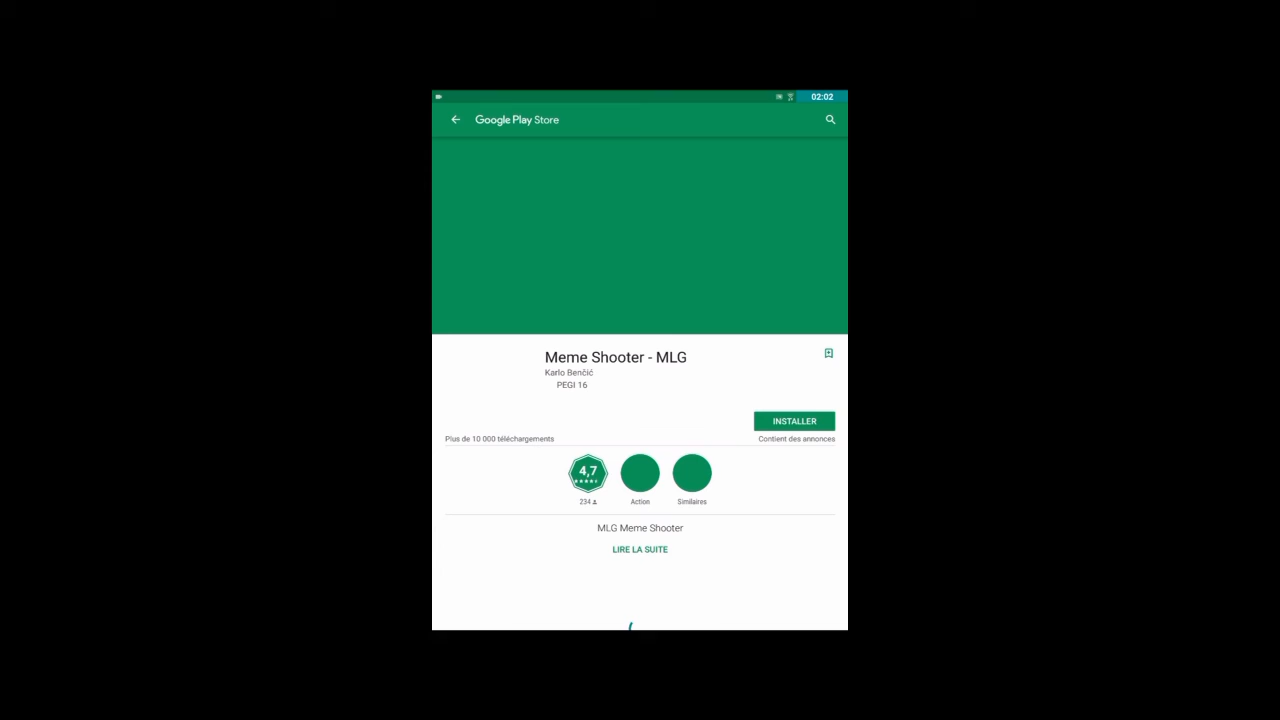 02:02
Google Play Store
Meme Shooter - MLG
Karlo Benčić
PEGI 16
INSTALLER
Plus de 10 000 téléchargements
Contient des annonces
4,7
234
Action
Similaires
MLG Meme Shooter
LIRE LA SUITE